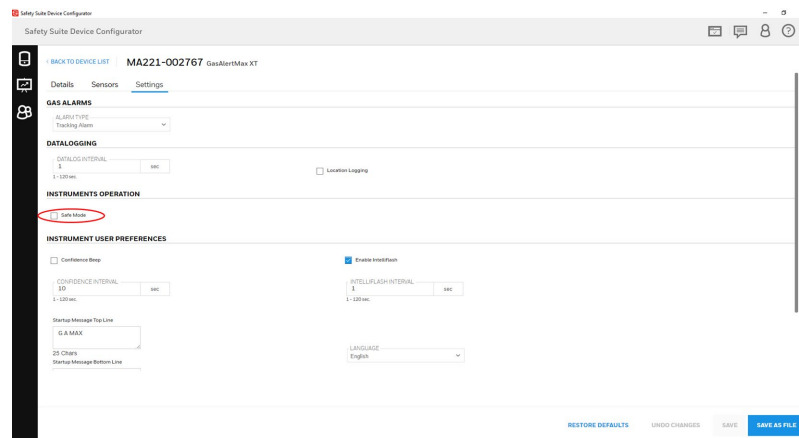 Safety Suite Device Configurator
Safety Suite Device Configurator
< BACK TO DEVICE LIST MA221-002767 GasAlertMax XT
Details Sensors Settings
GAS ALARMS
ALARM TYPE
Tracking Alarm
DATALOGGING
DATALOG INTERVAL
1 sec
1 - 120 sec
Location Logging
INSTRUMENTS OPERATION
Safe Mode
INSTRUMENT USER PREFERENCES
Confidence Beep Enable Intelliflash
CONFIDENCE INTERVAL INTELLIFLASH INTERVAL
10 sec 1 sec
1 - 120 sec 1 - 120 sec
Startup Message Top Line
G A MAX
25 Chars
LANGUAGE
English
Startup Message Bottom Line
RESTORE DEFAULTS UNDO CHANGES SAVE SAVE AS FILE